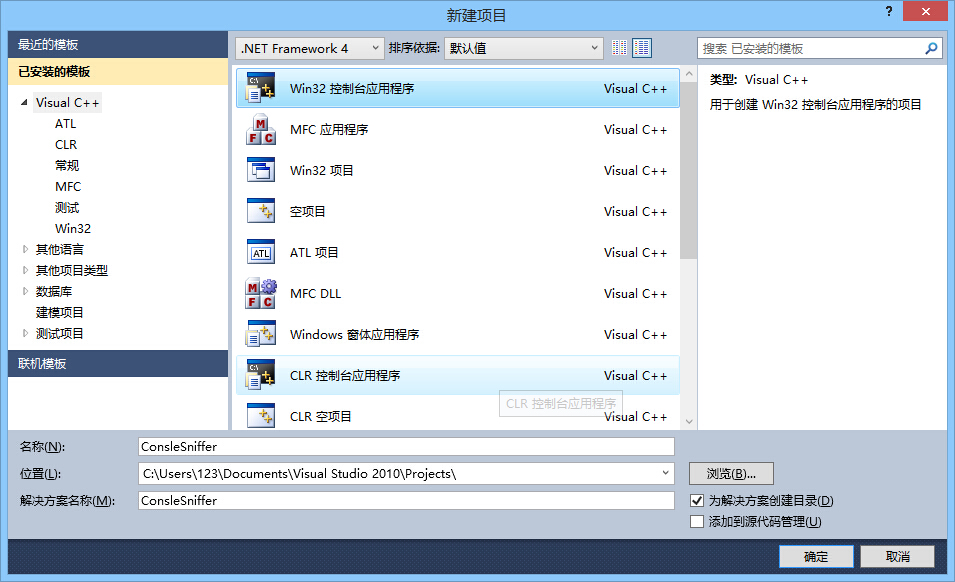 新建项目
?
最近的模板
已安装的模板
Visual C++
ATL
CLR
常规
MFC
测试
Win32
其他语言
其他项目类型
数据库
建模项目
测试项目
联机模板
.NET Framework 4 排序依据: 默认值
搜索 已安装的模板
Win32 控制台应用程序 Visual C++
MFC 应用程序 Visual C++
Win32 项目 Visual C++
空项目 Visual C++
ATL 项目 Visual C++
MFC DLL Visual C++
Windows 窗体应用程序 Visual C++
CLR 控制台应用程序 Visual C++
CLR 控制台应用程序
CLR 空项目 Visual C++
类型: Visual C++
用于创建 Win32 控制台应用程序的项目
名称(N): ConsleSniffer
位置(L): C:\Users\123\Documents\Visual Studio 2010\Projects\ 浏览(B)...
解决方案名称(M): ConsleSniffer
为解决方案创建目录(D)
添加到源代码管理(U)
确定 取消